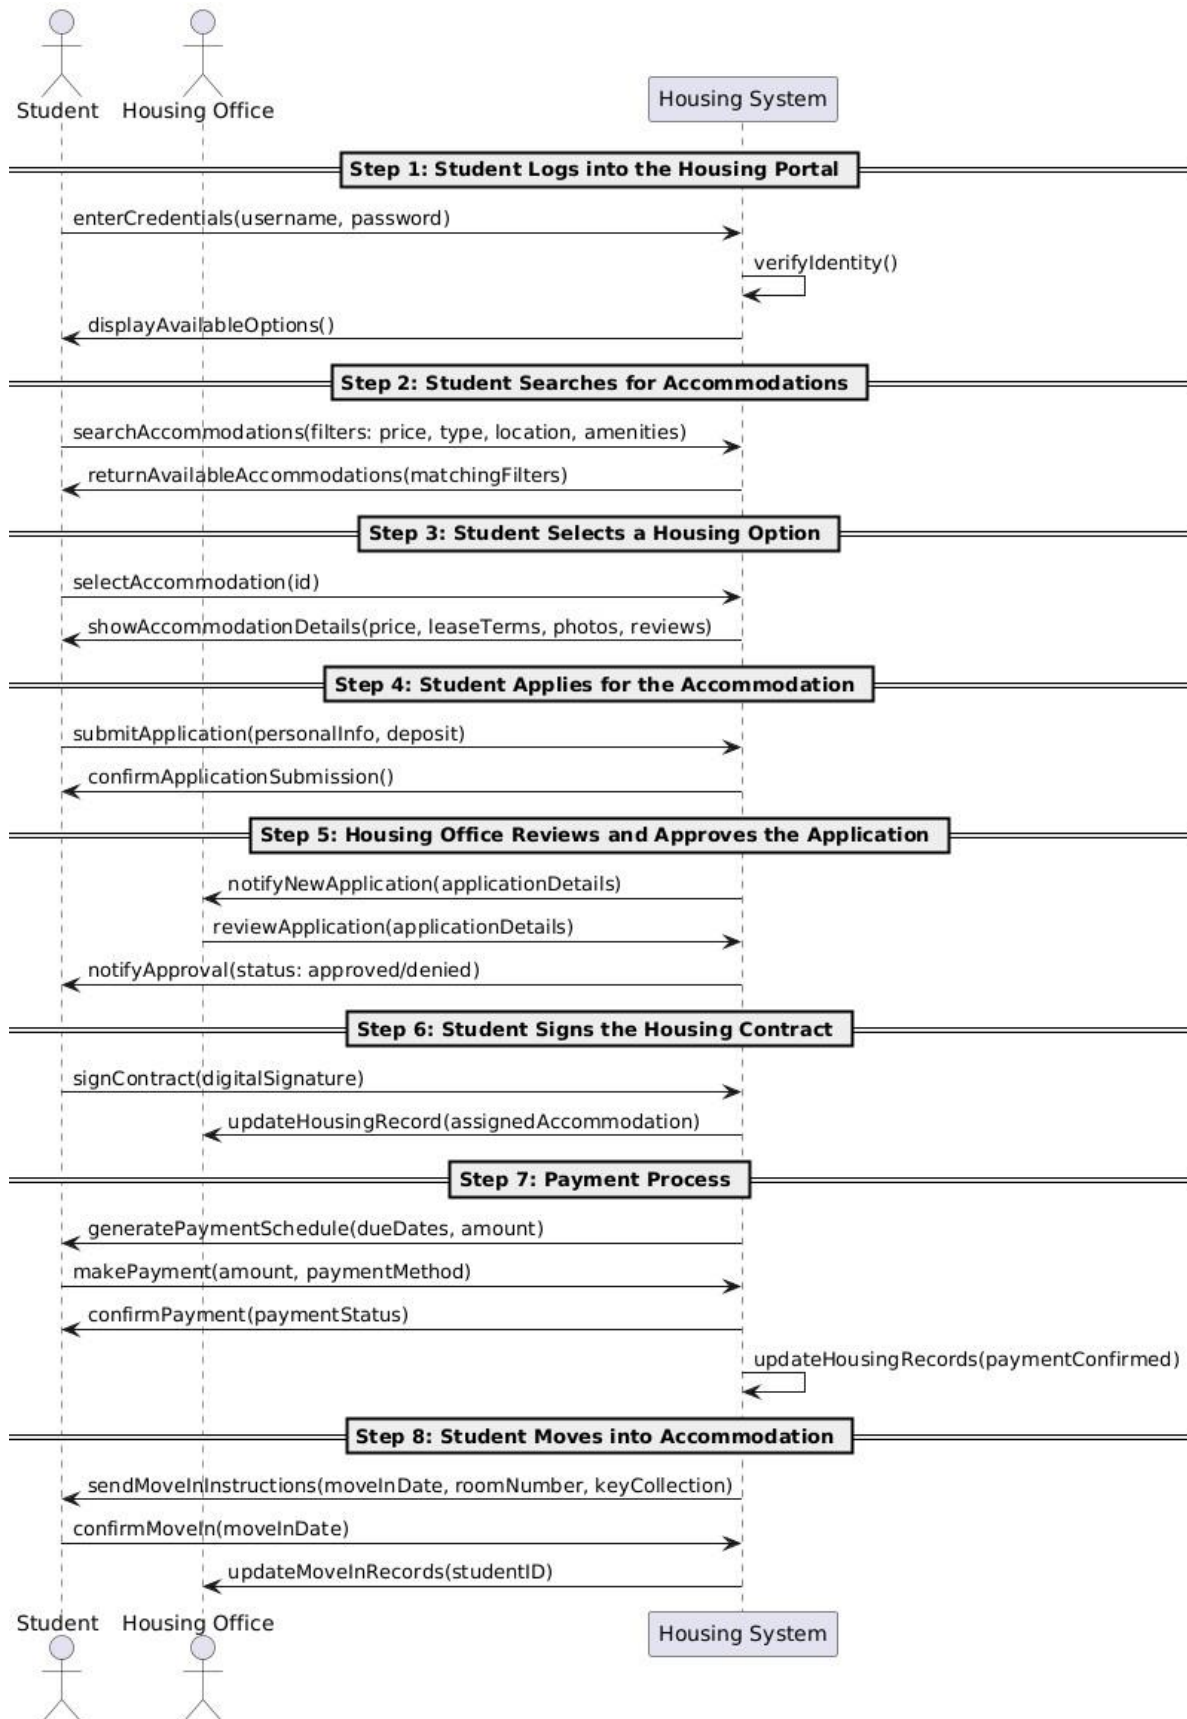 Student
Housing Office
Housing System
Step 1: Student Logs into the Housing Portal
enterCredentials(username, password)
verifyIdentity()
displayAvailableOptions()
Step 2: Student Searches for Accommodations
searchAccommodations(filters: price, type, location, amenities)
returnAvailableAccommodations(matchingFilters)
Step 3: Student Selects a Housing Option
selectAccommodation(id)
showAccommodationDetails(price, leaseTerms, photos, reviews)
Step 4: Student Applies for the Accommodation
submitApplication(personalInfo, deposit)
confirmApplicationSubmission()
Step 5: Housing Office Reviews and Approves the Application
notifyNewApplication(applicationDetails)
reviewApplication(applicationDetails)
notifyApproval(status: approved/denied)
Step 6: Student Signs the Housing Contract
signContract(digitalSignature)
updateHousingRecord(assignedAccommodation)
Step 7: Payment Process
generatePaymentSchedule(dueDates, amount)
makePayment(amount, paymentMethod)
confirmPayment(paymentStatus)
updateHousingRecords(paymentConfirmed)
Step 8: Student Moves into Accommodation
sendMoveInInstructions(moveInDate, roomNumber, keyCollection)
confirmMoveIn(moveInDate)
updateMoveInRecords(studentID)
Student
Housing Office
Housing System